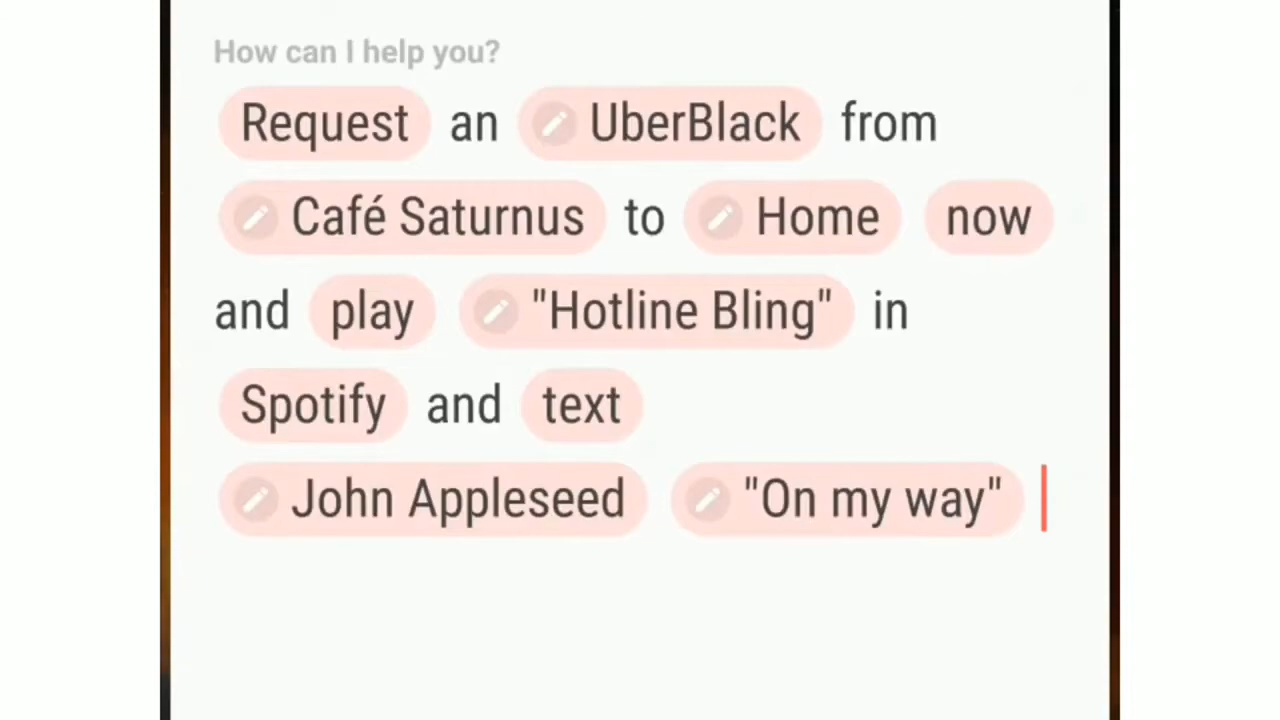 How can I help you?
Request an UberBlack from
Café Saturnus to Home now
and play "Hotline Bling" in
Spotify and text
John Appleseed "On my way"